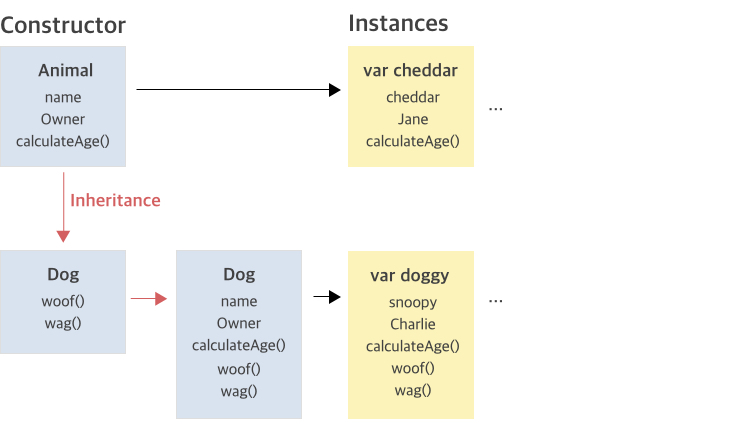 Constructor
Instances
Animal
name
Owner
calculateAge()
var cheddar
cheddar
Jane
calculateAge()
...
Inheritance
Dog
woof()
wag()
Dog
name
Owner
calculateAge()
woof()
wag()
var doggy
snoopy
Charlie
calculateAge()
woof()
wag()
...